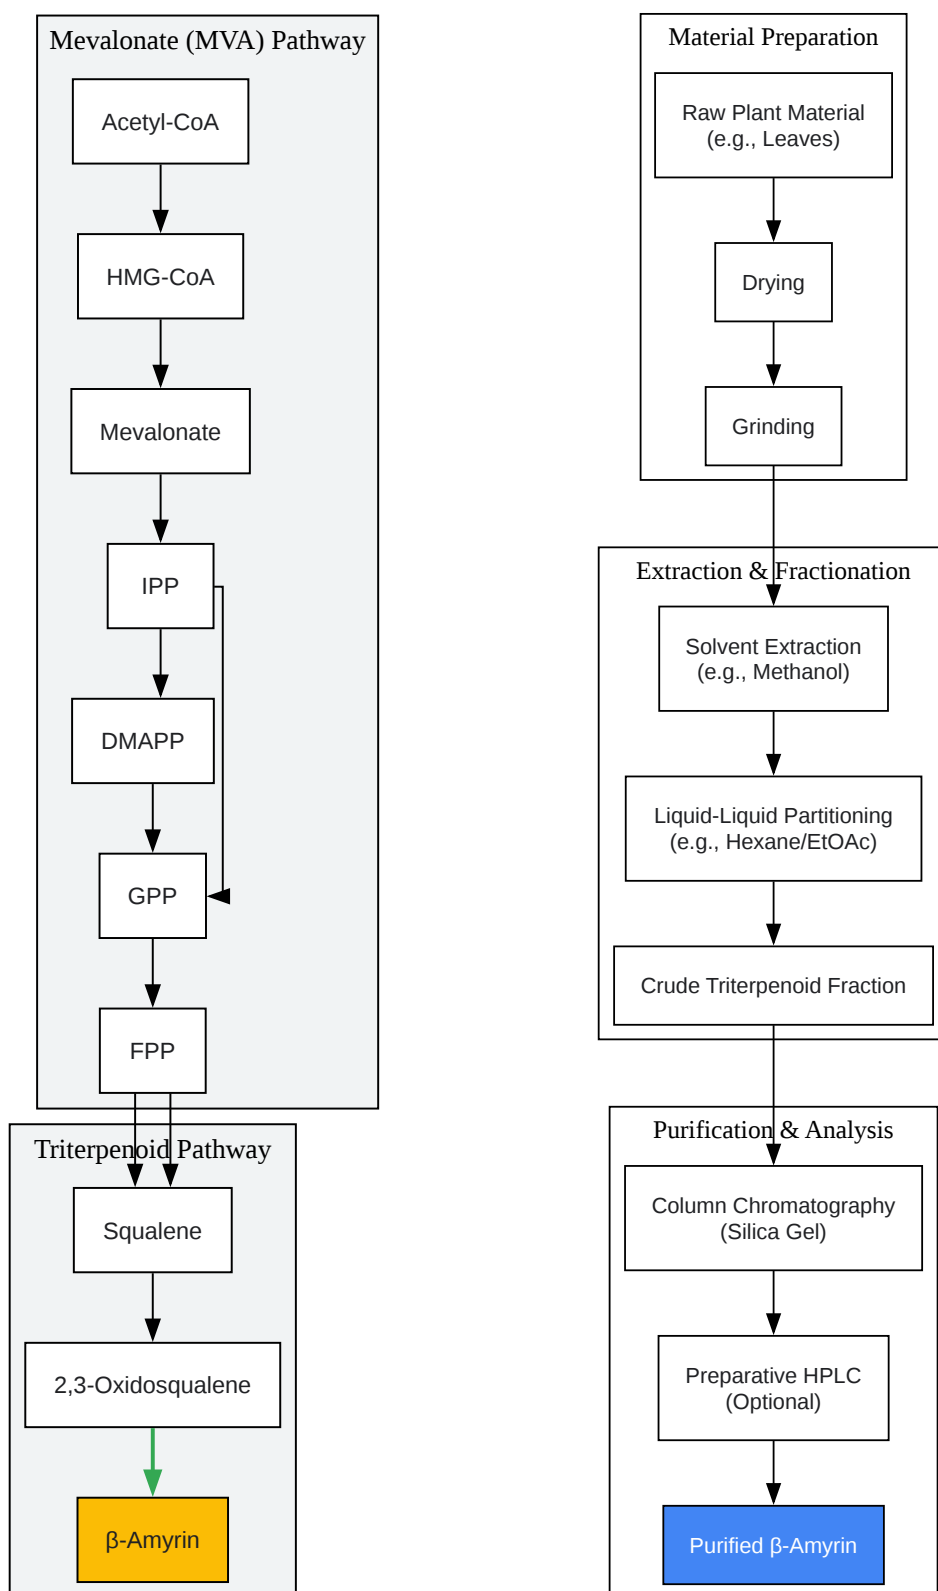 Mevalonate (MVA) Pathway
Acetyl-CoA
HMG-CoA
Mevalonate
IPP
DMAPP
GPP
FPP
Triterpenoid Pathway
Squalene
2,3-Oxidosqualene
β-Amyrin
Material Preparation
Raw Plant Material
(e.g., Leaves)
Drying
Grinding
Extraction & Fractionation
Solvent Extraction
(e.g., Methanol)
Liquid-Liquid Partitioning
(e.g., Hexane/EtOAc)
Crude Triterpenoid Fraction
Purification & Analysis
Column Chromatography
(Silica Gel)
Preparative HPLC
(Optional)
Purified β-Amyrin